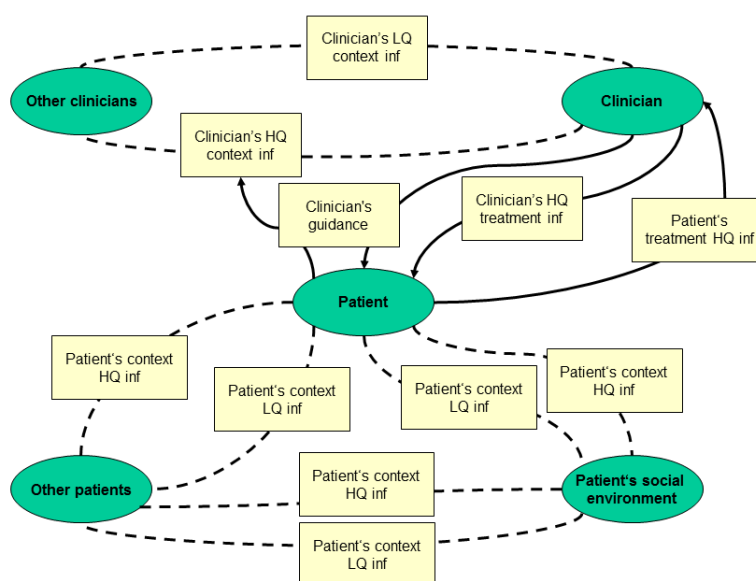 Clinician's LQ
context inf
Other clinicians
Clinician
Clinician's HQ
context inf
Clinician's
guidance
Clinician's HQ
treatment inf
Patient's
treatment HQ inf
Patient
Patient‘s context
HQ inf
Patient‘s context
LQ inf
Patient‘s context
LQ inf
Patient‘s context
HQ inf
Other patients
Patient‘s context
HQ inf
Patient‘s social
environment
Patient‘s context
LQ inf